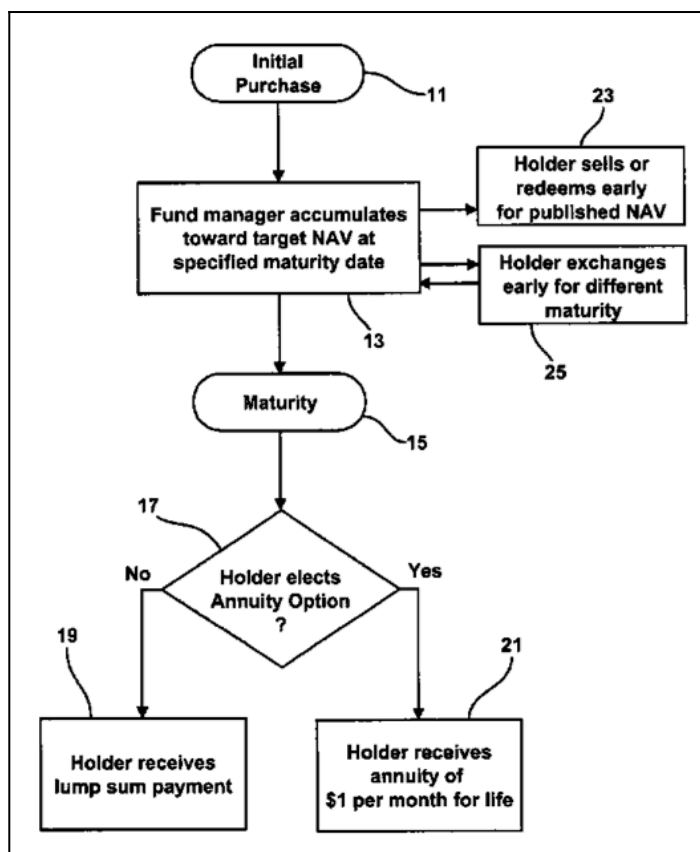 Initial
Purchase
11
23
Holder sells or
redeems early
for published NAV
Fund manager accumulates
toward target NAV at
specified maturity date
Holder exchanges
early for different
maturity
13
25
Maturity
15
17
No
Yes
Holder elects
Annuity Option
?
19
21
Holder receives
lump sum payment
Holder receives
annuity of
$1 per month for life